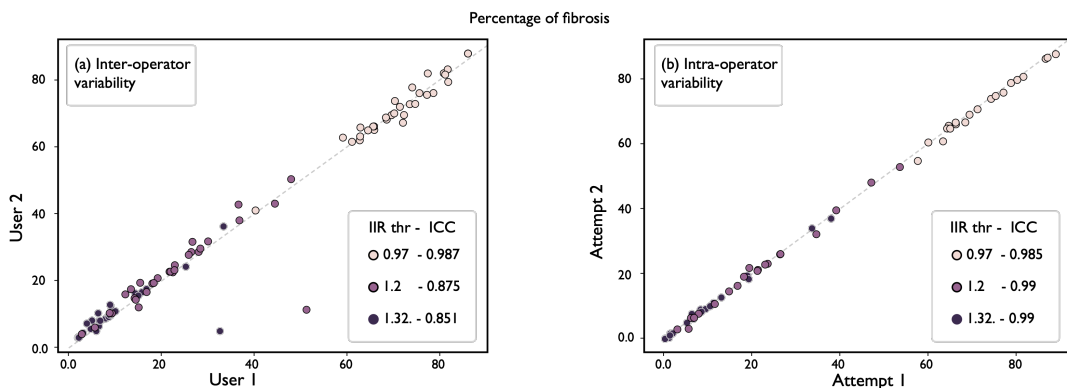 Percentage of fibrosis
(a) Inter-operator
variability
80
60
40
20
0.0
0.0 20 40 60 80
User 2
User 1
IIR thr - ICC
0.97 - 0.987
1.2 - 0.875
1.32. - 0.851
(b) Intra-operator
variability
80
60
40
20
0.0
0.0 20 40 60 80
Attempt 2
Attempt 1
IIR thr - ICC
0.97 - 0.985
1.2 - 0.99
1.32. - 0.99